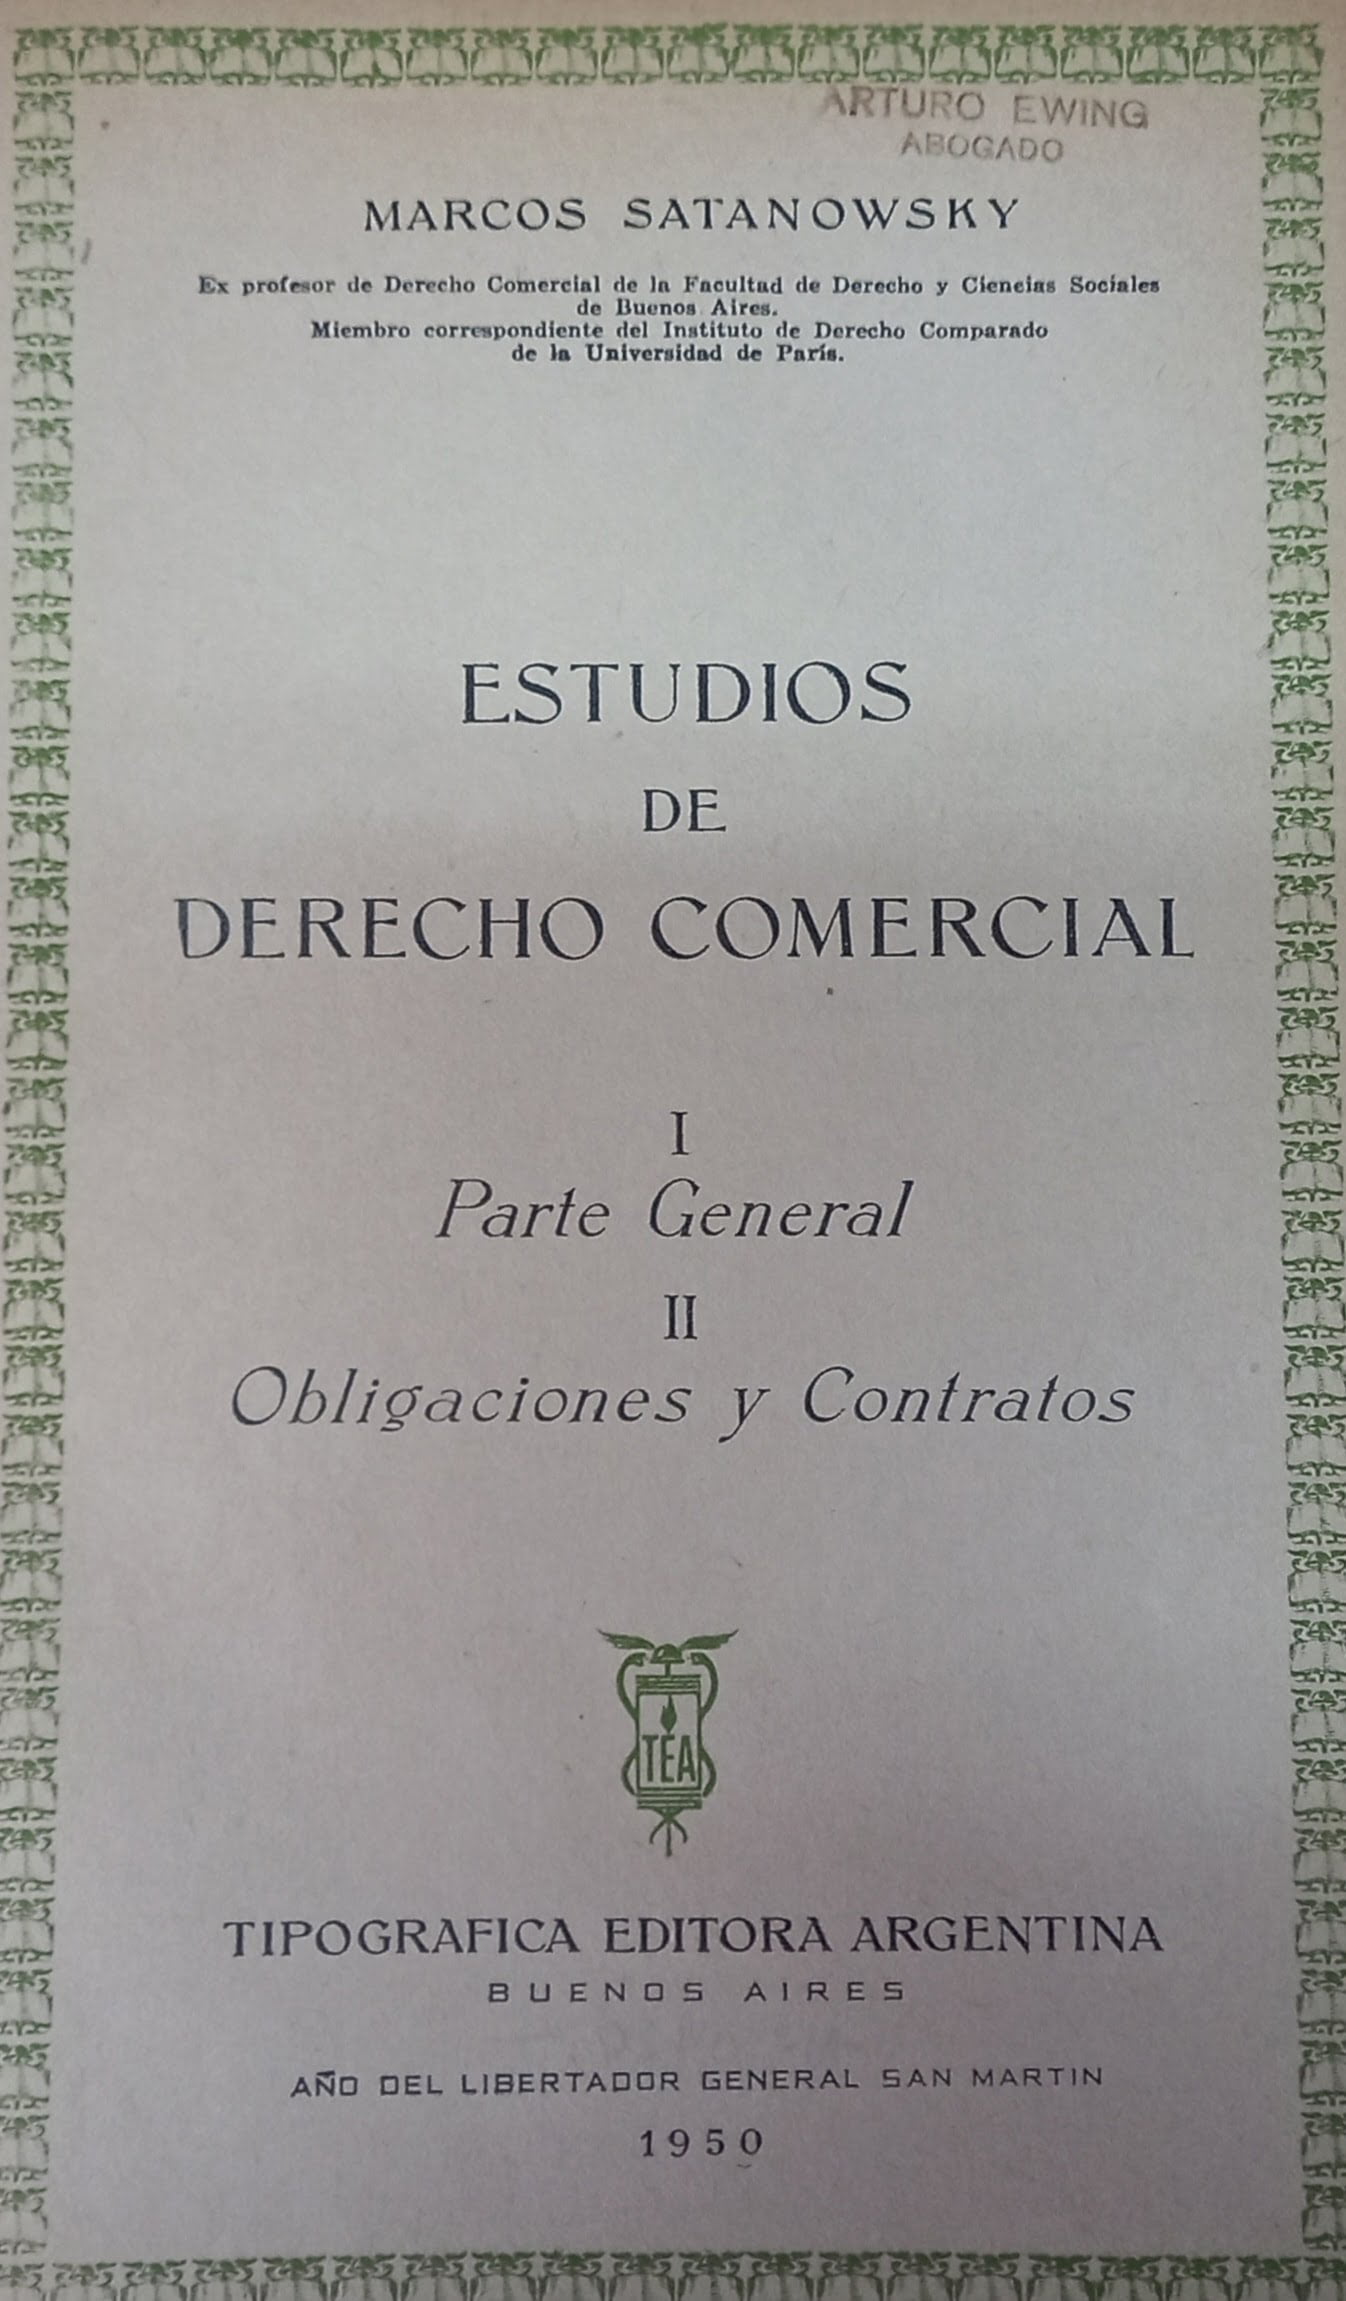 ARTURO EWING
ABOGADO
MARCOS SATANOWSKY
Ex profesor de Derecho Comercial de la Facultad de Derecho y Ciencias Sociales
de Buenos Aires.
Miembro correspondiente del Instituto de Derecho Comparado
de la Universidad de París.
ESTUDIOS
DE
DERECHO COMERCIAL
I
Parte General
II
Obligaciones y Contratos
TEA
TIPOGRAFICA EDITORA ARGENTINA
BUENOS AIRES
AÑO DEL LIBERTADOR GENERAL SAN MARTIN
1950